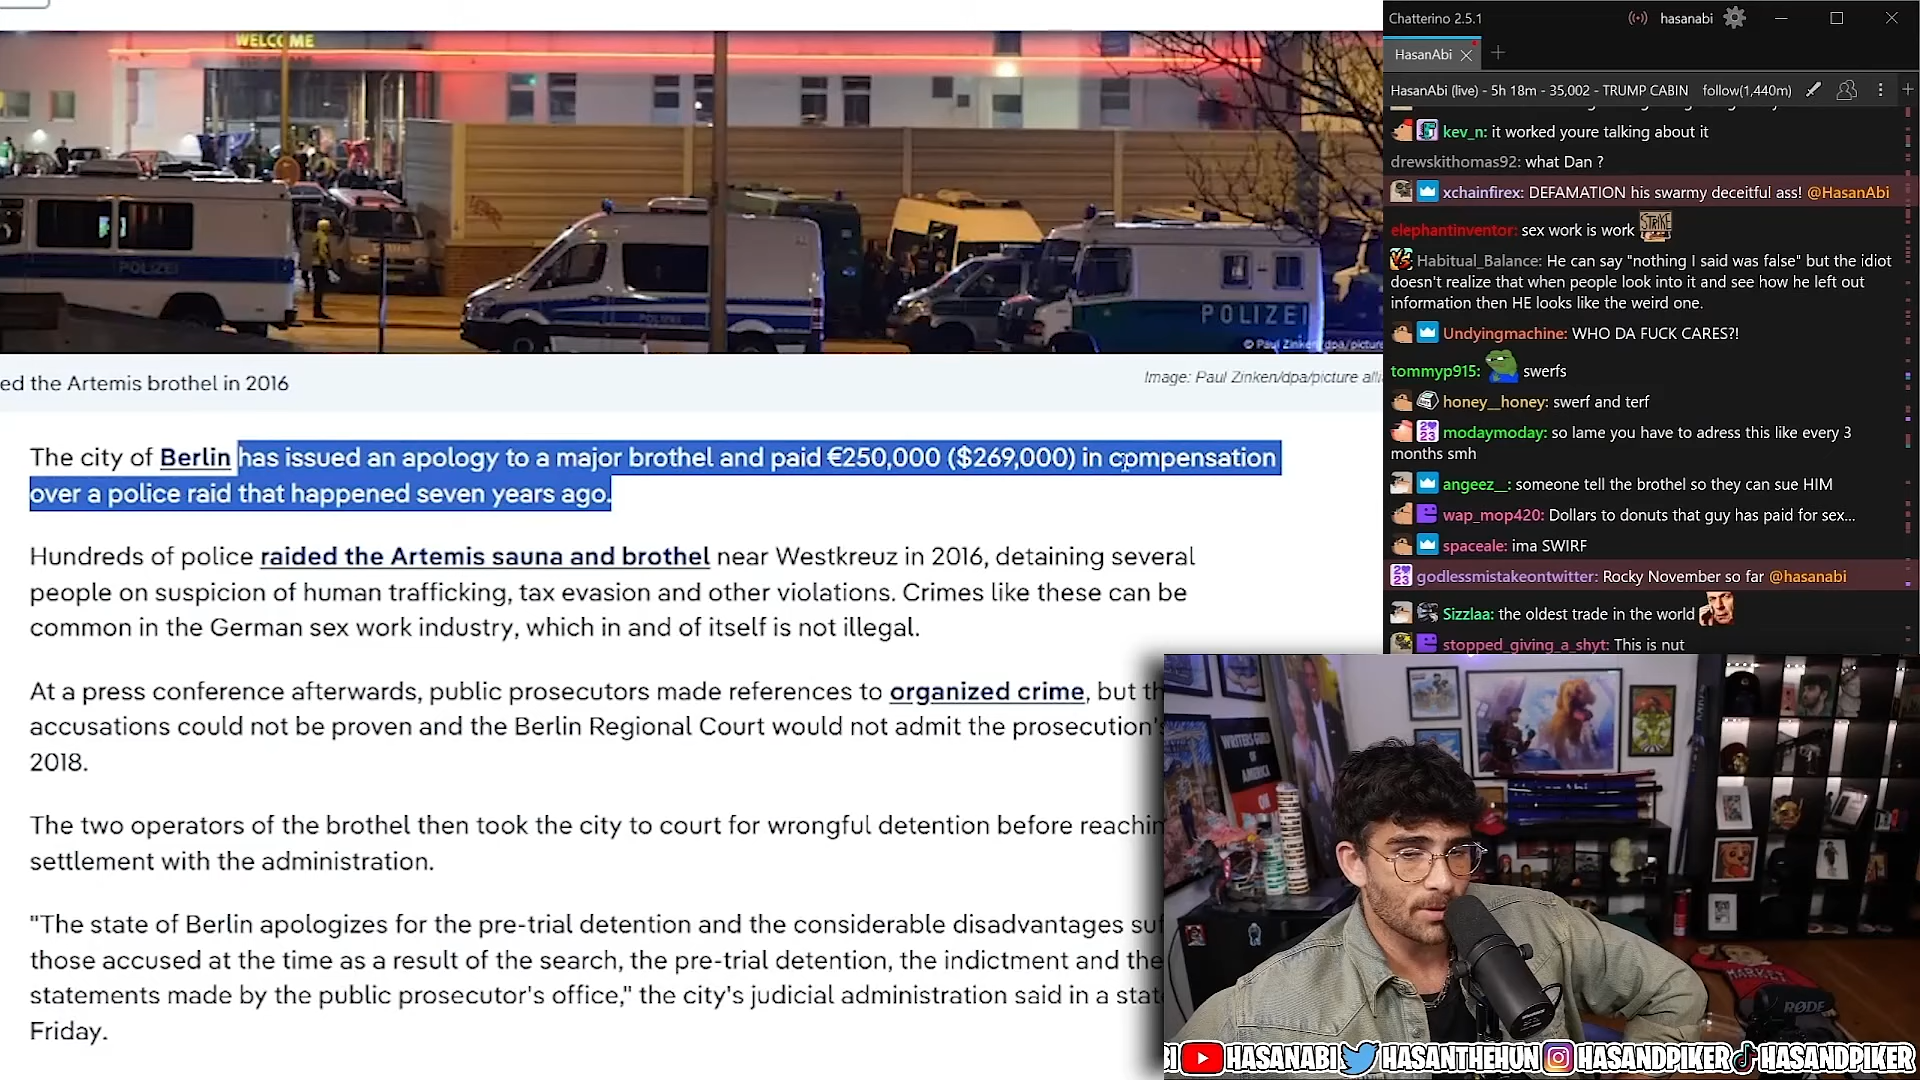 WELCOME
POLIZEI
POLIZEI
POLIZEI
© Paul Zinken/dpa/picture
ed the Artemis brothel in 2016
Image: Paul Zinken/dpa/picture
The city of Berlin has issued an apology to a major brothel and paid €250,000 ($269,000) in compensation
over a police raid that happened seven years ago.
Hundreds of police raided the Artemis sauna and brothel near Westkreuz in 2016, detaining several
people on suspicion of human trafficking, tax evasion and other violations. Crimes like these can be
common in the German sex work industry, which in and of itself is not illegal.
At a press conference afterwards, public prosecutors made references to organized crime, but th
accusations could not be proven and the Berlin Regional Court would not admit the prosecution's
2018.
The two operators of the brothel then took the city to court for wrongful detention before reachin
settlement with the administration.
"The state of Berlin apologizes for the pre-trial detention and the considerable disadvantages su
those accused at the time as a result of the search, the pre-trial detention, the indictment and the
statements made by the public prosecutor's office," the city's judicial administration said in a stat
Friday.
Chatterino 2.5.1
hasanabi
HasanAbi
HasanAbi (live) - 5h 18m - 35,002 - TRUMP CABIN follow(1,440m)
kev_n: it worked youre talking about it
drewskithomas92: what Dan ?
xchainfirex: DEFAMATION his swarmy deceitful ass! @HasanAbi
elephantinventor: sex work is work STRIKE
Habitual_Balance: He can say "nothing I said was false" but the idiot
doesn't realize that when people look into it and see how he left out
information then HE looks like the weird one.
Undyingmachine: WHO DA FUCK CARES?!
tommyp915: swerfs
honey__honey: swerf and terf
modaymoday: so lame you have to adress this like every 3
months smh
angeez__: someone tell the brothel so they can sue HIM
wap_mop420: Dollars to donuts that guy has paid for sex...
spaceale: ima SWIRF
godlessmistakeontwitter: Rocky November so far @hasanabi
Sizzlaa: the oldest trade in the world
stopped_giving_a_shyt: This is nut
WRITERS GUILD
OF
AMERICA
ON
HasanAbi
MARKET
RØDE
HASANABI HASANTHEHUN HASANDPIKER HASANDPIKER